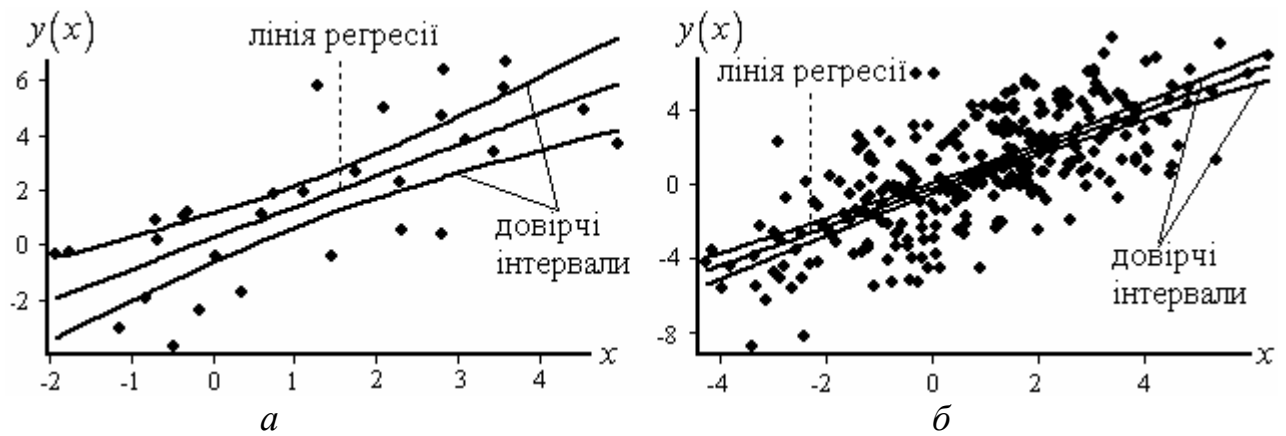 y(x)
лінія регресії
6
4
2
0
-2
довірчі
інтервали
-2 -1 0 1 2 3 4 x
а
y(x)
лінія регресії
4
0
-4
-8
довірчі
інтервали
-4 -2 0 2 4 x
б